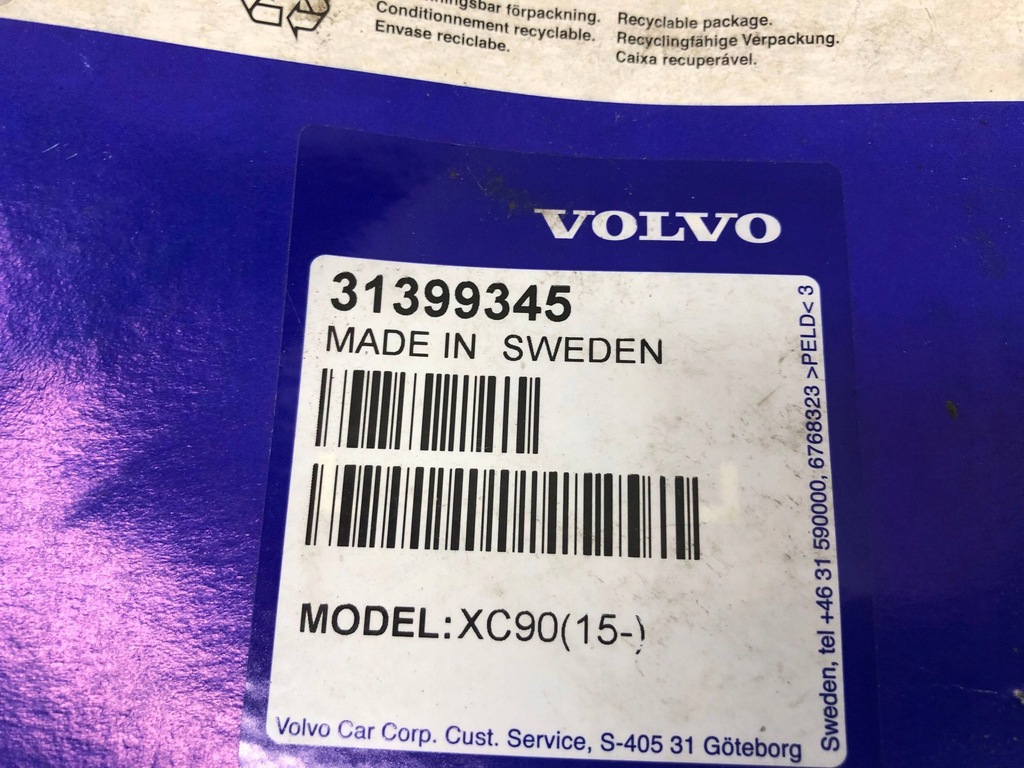 förpackning.
Conditionnement recyclable.
Envase reciclabe.
Recyclable package.
Recyclingfähige Verpackung.
Caixa recuperável.
VOLVO
31399345
MADE IN SWEDEN
MODEL:XC90(15-)
Volvo Car Corp. Cust. Service, S-405 31 Göteborg
Sweden, tel +46 31 590000, 6768323 >PELD< 3